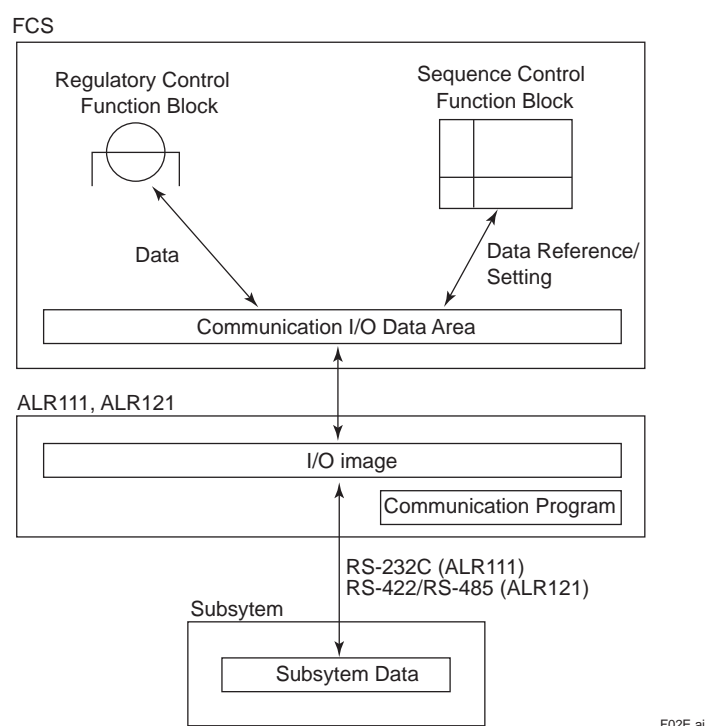 FCS
Regulatory Control
Function Block
Sequence Control
Function Block
Data
Data Reference/
Setting
Communication I/O Data Area
ALR111, ALR121
I/O image
Communication Program
RS-232C (ALR111)
RS-422/RS-485 (ALR121)
Subsytem
Subsytem Data
F02E.ai